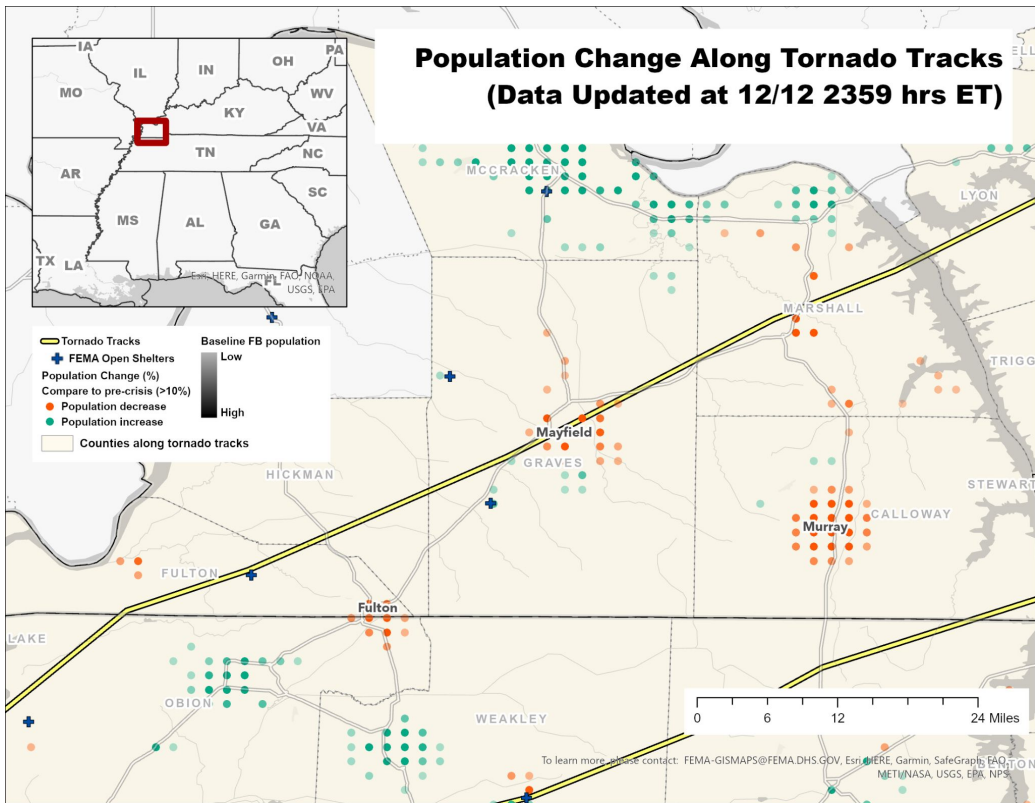 Population Change Along Tornado Tracks
(Data Updated at 12/12 2359 hrs ET)
IA
IL
IN
OH
PA
MO
WV
KY
VA
TN
NC
AR
SC
MS
AL
GA
TX
LA
FL
Esri, HERE, Garmin, FAO, NOAA,
USGS, EPA
Tornado Tracks
FEMA Open Shelters
Population Change (%)
Compare to pre-crisis (>10%)
Population decrease
Population increase
Counties along tornado tracks
Baseline FB population
Low
High
MCCRACKEN
LYON
MARSHALL
TRIGG
Mayfield
GRAVES
HICKMAN
STEWART
CALLOWAY
Murray
FULTON
Fulton
LAKE
OBION
WEAKLEY
BENTON
0 6 12 24 Miles
To learn more, please contact: FEMA-GISMAPS@FEMA.DHS.GOV, Esri, HERE, Garmin, SafeGraph, FAO,
METI/NASA, USGS, EPA, NPS